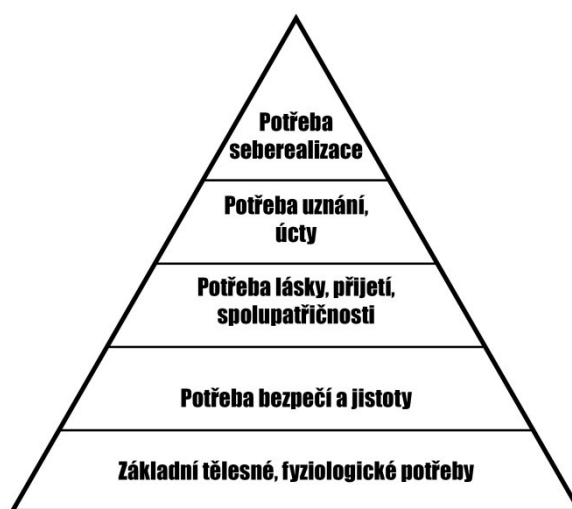 Potřeba
seberealizace
Potřeba uznání,
úcty
Potřeba lásky, přijetí,
spolupatřičnosti
Potřeba bezpečí a jistoty
Základní tělesné, fyziologické potřeby